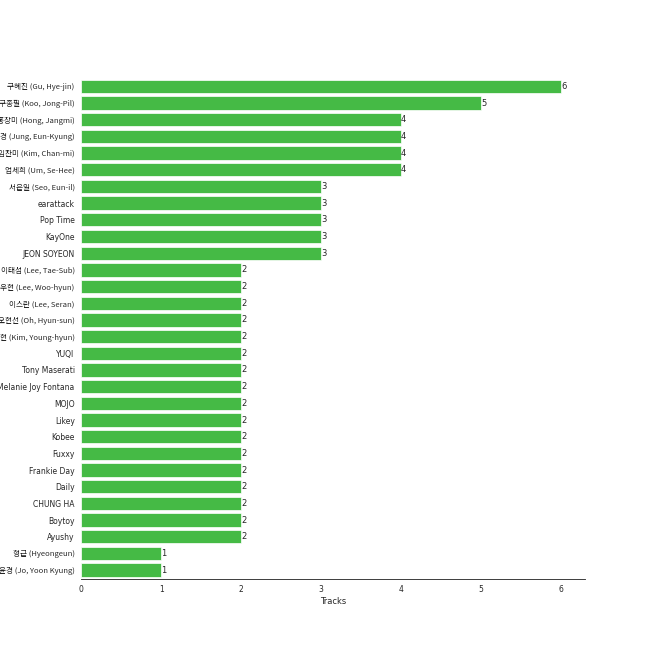 구혜진 (Gu, Hye-jin)
6
구종필 (Koo, Jong-Pil)
5
홍장미 (Hong, Jangmi)
4
경 (Jung, Eun-Kyung)
4
임찬미 (Kim, Chan-mi)
4
엄세희 (Um, Se-Hee)
4
서은일 (Seo, Eun-il)
3
earattack
3
Pop Time
3
KayOne
3
JEON SOYEON
3
이태섭 (Lee, Tae-Sub)
2
우현 (Lee, Woo-hyun)
2
이스란 (Lee, Seran)
2
오현선 (Oh, Hyun-sun)
2
현 (Kim, Young-hyun)
2
YUQI
2
Tony Maserati
2
Melanie Joy Fontana
2
MOJO
2
Likey
2
Kobee
2
Fuxxy
2
Frankie Day
2
Daily
2
CHUNG HA
2
Boytoy
2
Ayushy
2
(Hyeongeun)
1
윤경 (Jo, Yoon Kyung)
1
0 1 2 3 4 5 6
Tracks